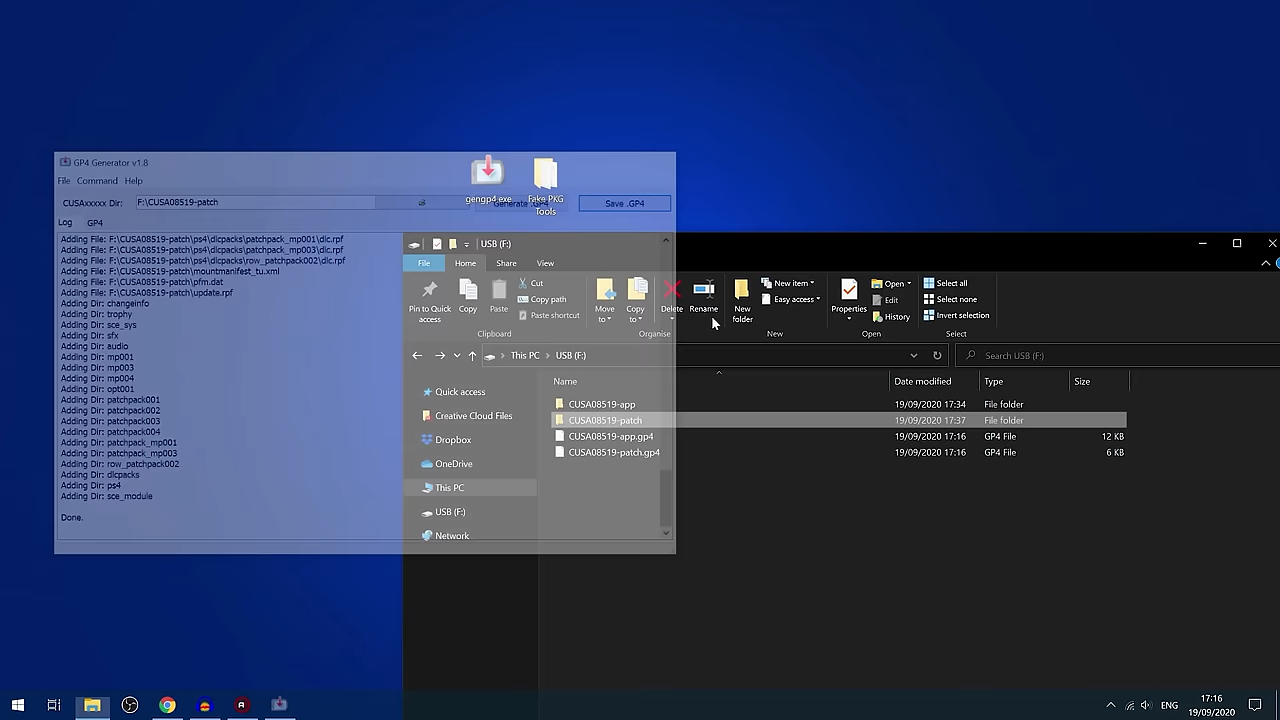 GP4 Generator v1.8
File Command Help
CUSAxxxxx Dir: F:\CUSA08519-patch Generate .GP4 Save .GP4
gengp4.exe
Fake PKG Tools
Log GP4
Adding File: F:\CUSA08519-patch\ps4\dlcpacks\patchpack_mp001\dlc.rpf
Adding File: F:\CUSA08519-patch\ps4\dlcpacks\patchpack_mp003\dlc.rpf
Adding File: F:\CUSA08519-patch\ps4\dlcpacks\row_patchpack002\dlc.rpf
Adding File: F:\CUSA08519-patch\mountmanifest_tu.xml
Adding File: F:\CUSA08519-patch\pfm.dat
Adding File: F:\CUSA08519-patch\update.rpf
Adding Dir: changeinfo
Adding Dir: trophy
Adding Dir: sce_sys
Adding Dir: sfx
Adding Dir: audio
Adding Dir: mp001
Adding Dir: mp003
Adding Dir: mp004
Adding Dir: opt001
Adding Dir: patchpack001
Adding Dir: patchpack002
Adding Dir: patchpack003
Adding Dir: patchpack004
Adding Dir: patchpack_mp001
Adding Dir: patchpack_mp003
Adding Dir: row_patchpack002
Adding Dir: dlcpacks
Adding Dir: ps4
Adding Dir: sce_module
Done.
USB (F:)
File Home Share View
Pin to Quick access
Copy
Paste
Cut
Copy path
Paste shortcut
Clipboard
Move to
Copy to
Delete
Rename
Organise
New folder
New item
Easy access
New
Properties
Open
Edit
History
Open
Select all
Select none
Invert selection
Select
This PC USB (F:)
Search USB (F:)
Name Date modified Type Size
CUSA08519-app 19/09/2020 17:34 File folder
CUSA08519-patch 19/09/2020 17:37 File folder
CUSA08519-app.gp4 19/09/2020 17:16 GP4 File 12 KB
CUSA08519-patch.gp4 19/09/2020 17:16 GP4 File 6 KB
Quick access
Creative Cloud Files
Dropbox
OneDrive
This PC
USB (F:)
Network
ENG
17:16
19/09/2020